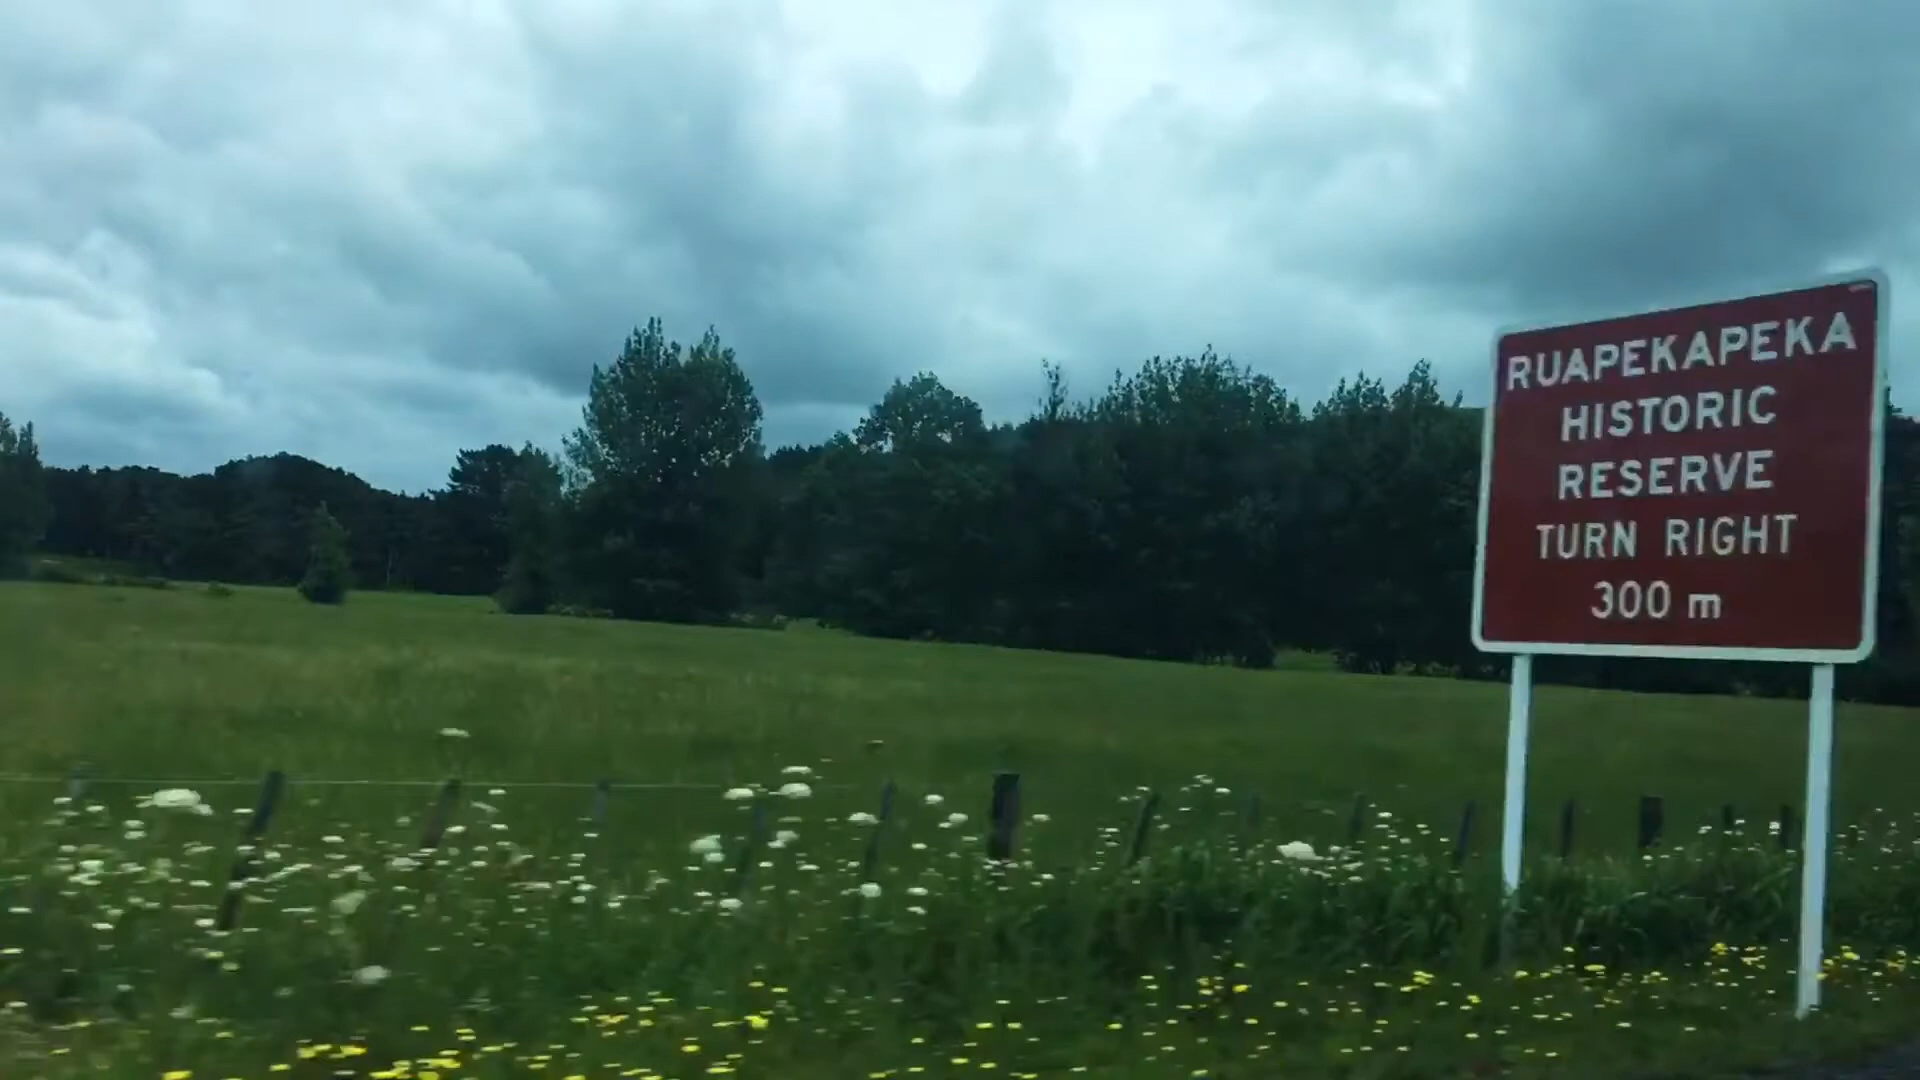 RUAPEKAPEKA
HISTORIC
RESERVE
TURN RIGHT
300 m